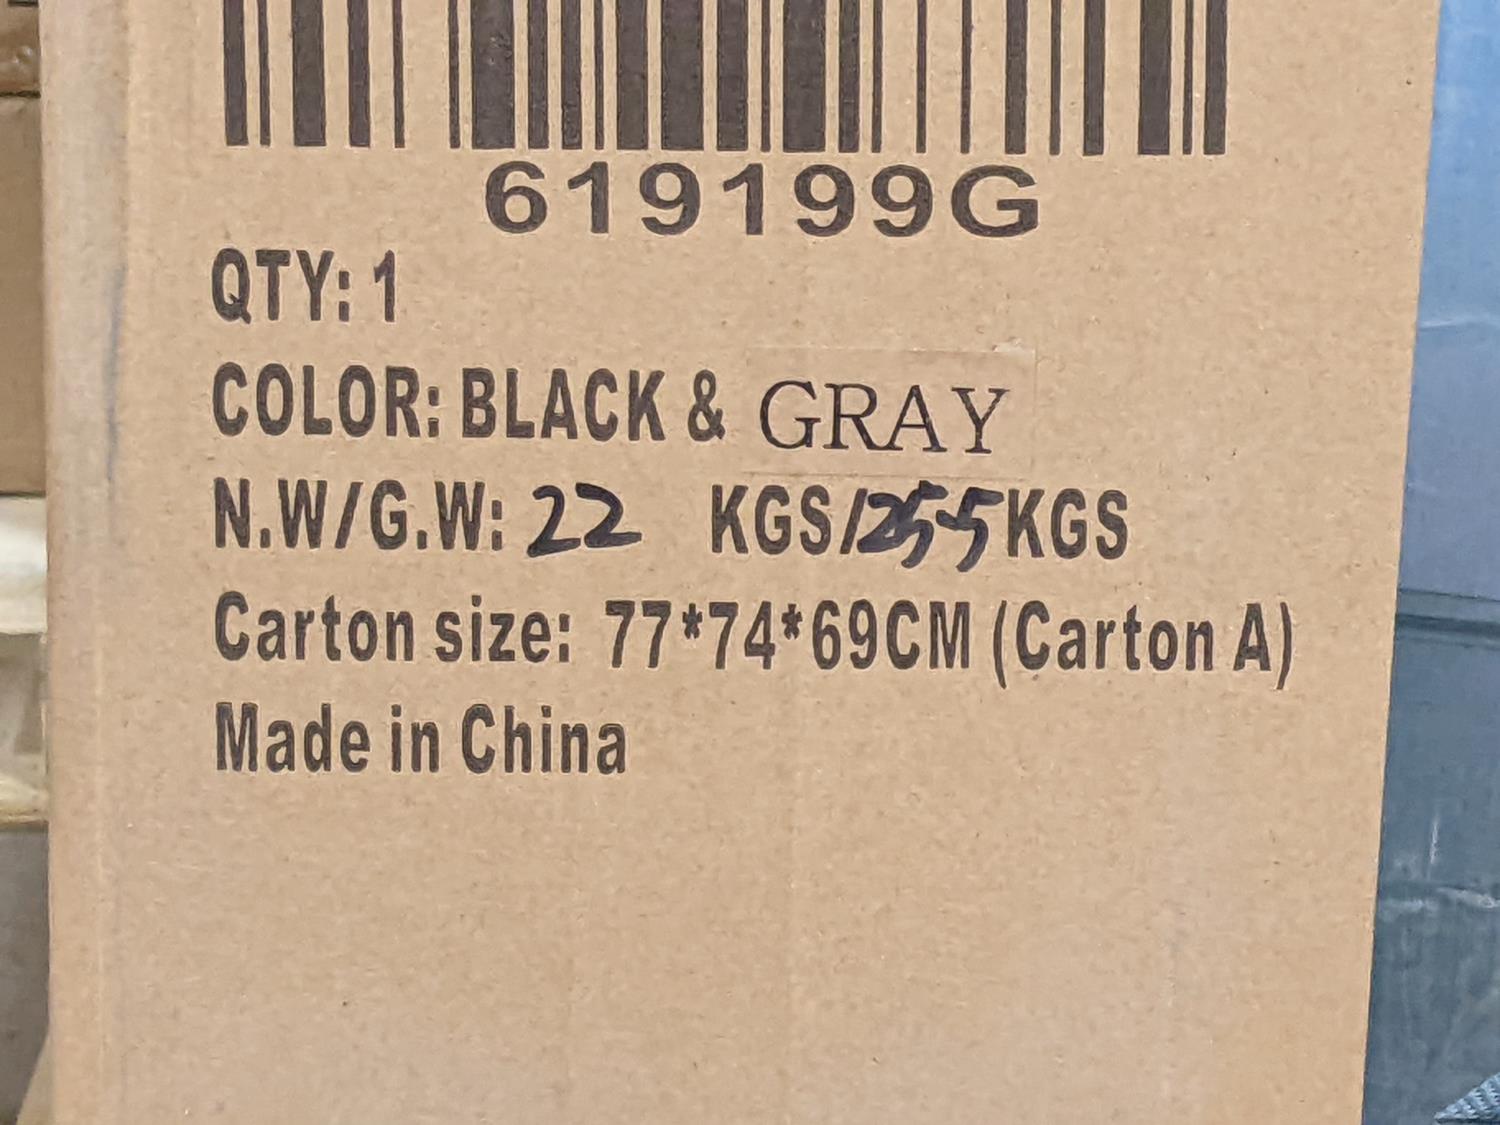 619199G
QTY: 1
COLOR: BLACK & GRAY
N.W/G.W: 22 KGS/25.5KGS
Carton size: 77*74*69CM (Carton A)
Made in China